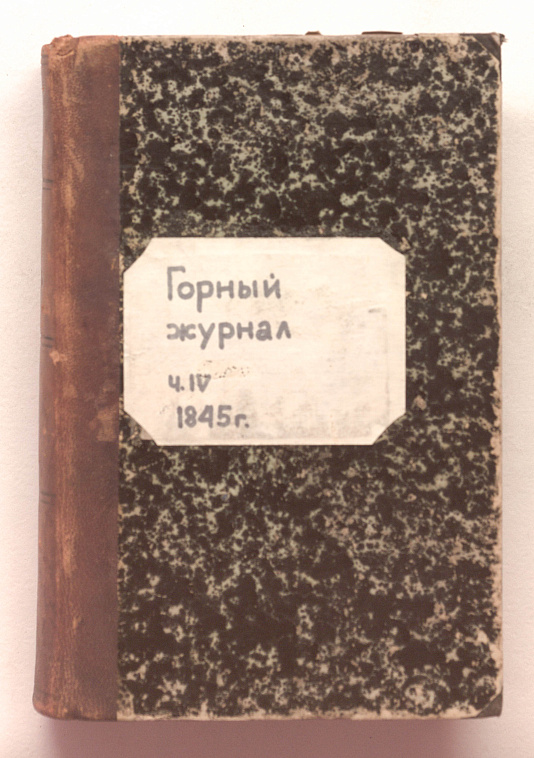 Горный
журнал
ч.IV
1845г.